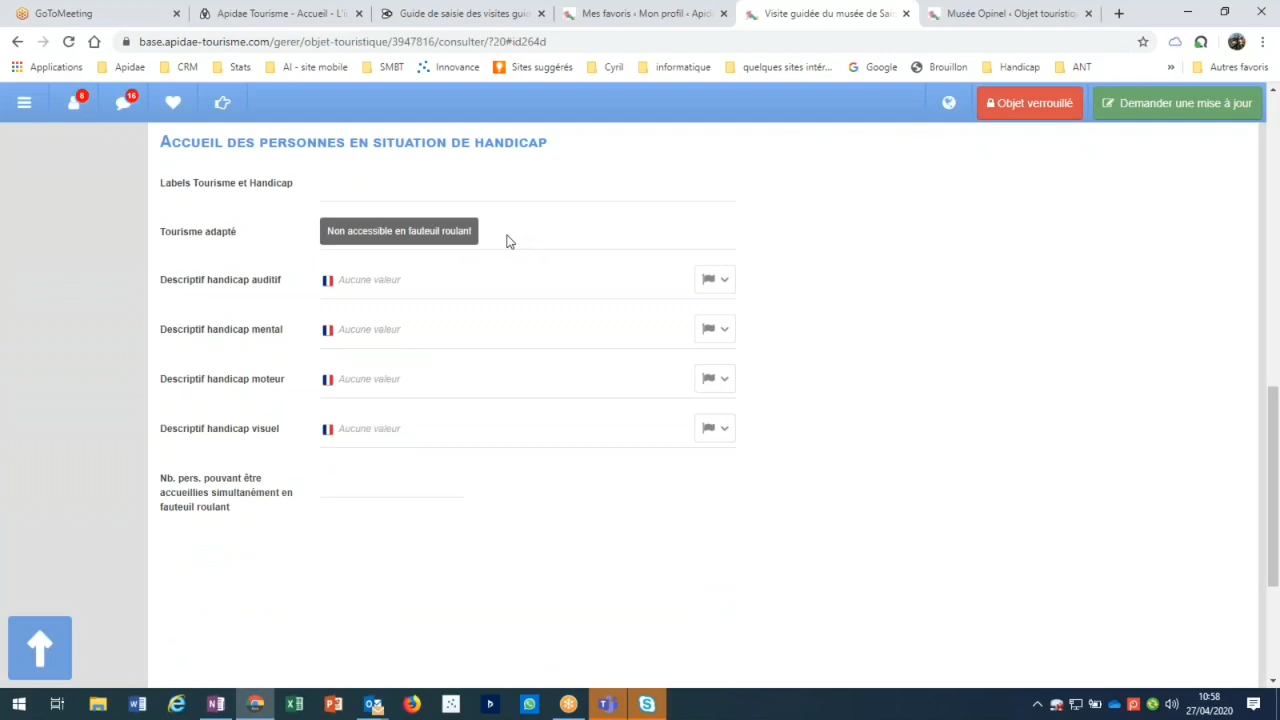 GoToMeeting
Apidae Tourisme - Accueil - L'i
Guide de saisie des visites guid
Mes favoris ‹ Mon profil ‹ Apida
Visite guidée du musée de Sai
Musée Opinel ‹ Objet touristiq
base.apidae-tourisme.com/gerer/objet-touristique/3947816/consulter/720#id264d
Applications
Apidae
CRM
Stats
AI - site mobile
SMBT
Innovance
Sites suggérés
Cyril
informatique
quelques sites intér...
Google
Brouillon
Handicap
ANT
»
Autres favoris
8
16
Objet verrouillé
Demander une mise à jour
ACCUEIL DES PERSONNES EN SITUATION DE HANDICAP
Labels Tourisme et Handicap
Tourisme adapté
Non accessible en fauteuil roulant
Descriptif handicap auditif
Aucune valeur
Descriptif handicap mental
Aucune valeur
Descriptif handicap moteur
Aucune valeur
Descriptif handicap visuel
Aucune valeur
Nb. pers. pouvant être
accueillies simultanément en
fauteuil roulant
10:58
27/04/2020